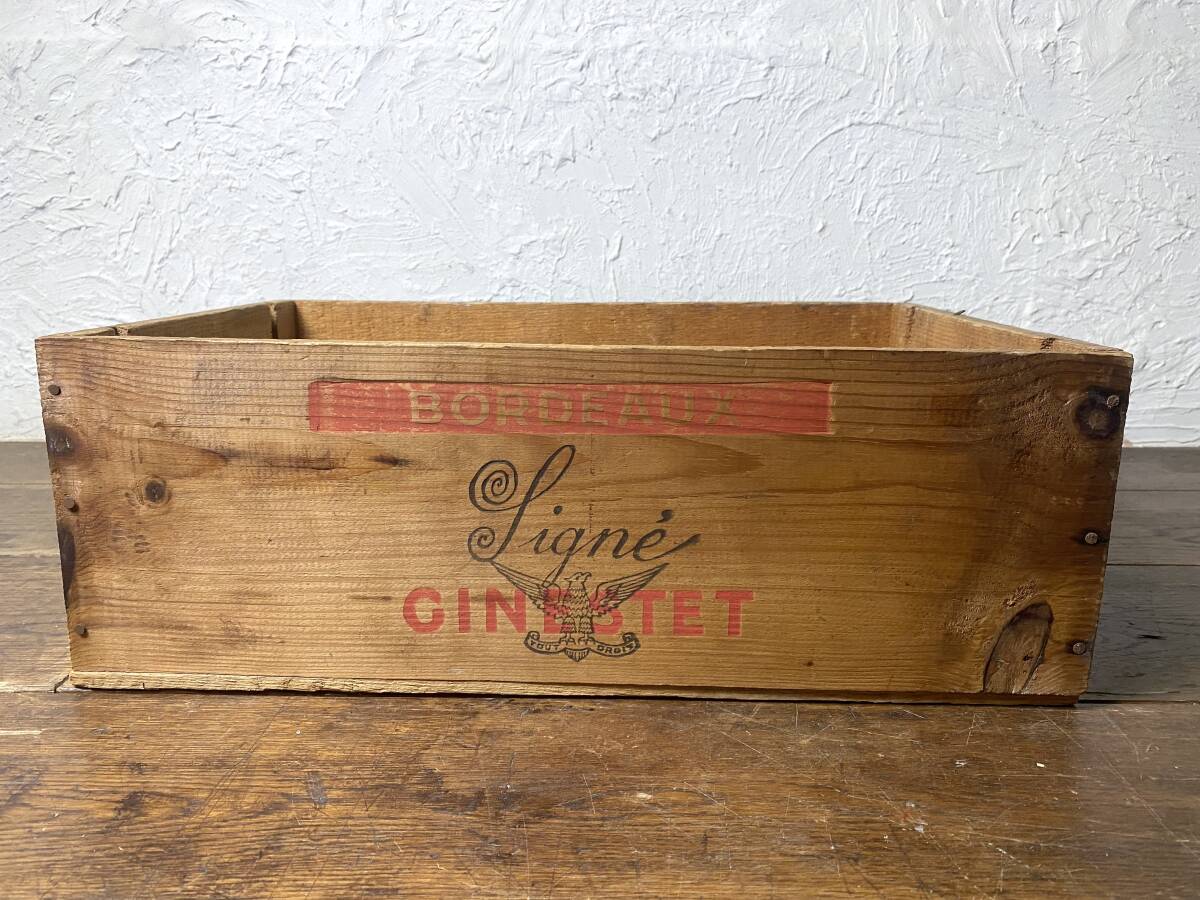 BORDEAUX
Signé
GINESTET
TOUT DROIT